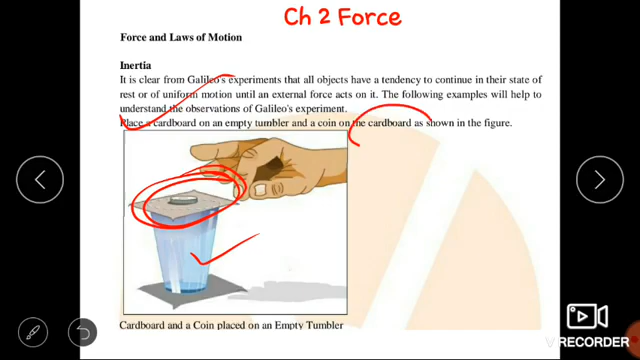 Ch 2 Force
Force and Laws of Motion
Inertia
It is clear from Galileo's experiments that all objects have a tendency to continue in their state of
rest or of uniform motion until an external force acts on it. The following examples will help to
understand the observations of Galileo's experiment.
Place a cardboard on an empty tumbler and a coin on the cardboard as shown in the figure.
Cardboard and a Coin placed on an Empty Tumbler
V RECORDER